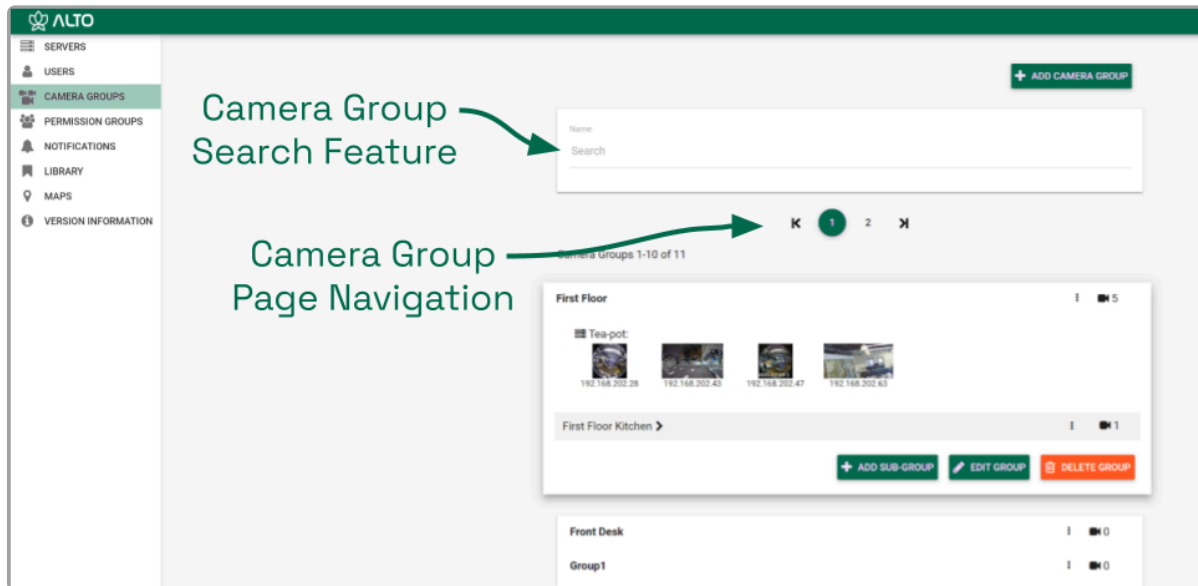 ALTO
SERVERS
USERS
CAMERA GROUPS
PERMISSION GROUPS
NOTIFICATIONS
LIBRARY
MAPS
VERSION INFORMATION
+ ADD CAMERA GROUP
Camera Group
Search Feature
Name
Search
1 2
Camera Group
Page Navigation
Camera Groups 1-10 of 11
First Floor 5
Tea-pot:
192.168.202.28 192.168.202.43 192.168.202.47 192.168.202.63
First Floor Kitchen 1
+ ADD SUB-GROUP EDIT GROUP DELETE GROUP
Front Desk 0
Group1 0